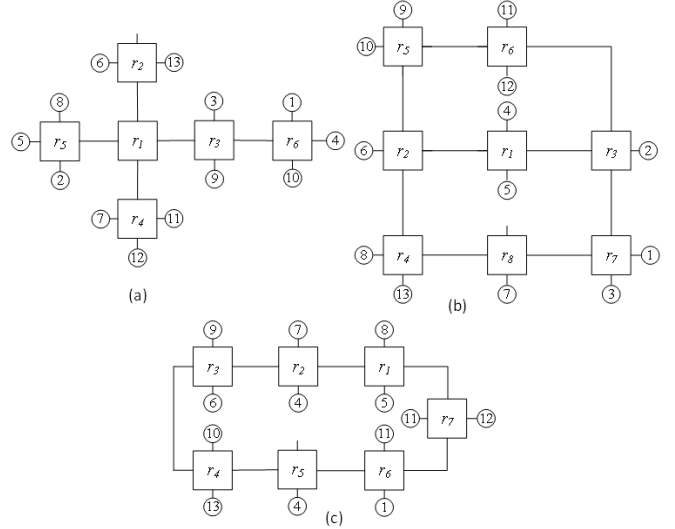 9 11
10 r5 r6
r2
6 13
12
8 3 1 4
5 r5 r1 r3 r6 4 6 r2 r1 r3 2
2 9 10 5
7 r4 11
12 8 r4 r8 r7 1
(a) 13 7 3
(b)
9 7 8
r3 r2 r1
6 4 5
11 r7 12
10 11
r4 r5 r6
13 4 1
(c)